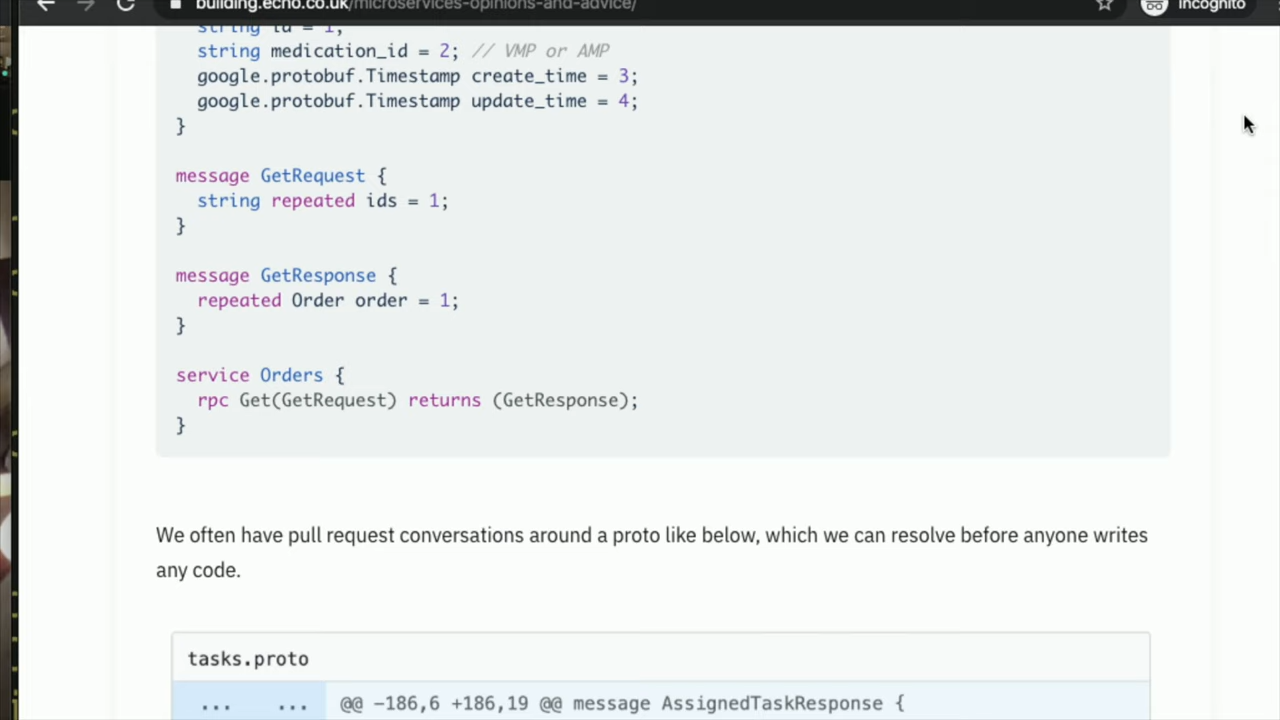 building.echo.co.uk/microservices-opinions-and-advice/
Incognito
string id = 1;
string medication_id = 2; // VMP or AMP
google.protobuf.Timestamp create_time = 3;
google.protobuf.Timestamp update_time = 4;
}
message GetRequest {
string repeated ids = 1;
}
message GetResponse {
repeated Order order = 1;
}
service Orders {
rpc Get(GetRequest) returns (GetResponse);
}
We often have pull request conversations around a proto like below, which we can resolve before anyone writes
any code.
tasks.proto
... ... @@ -186,6 +186,19 @@ message AssignedTaskResponse {